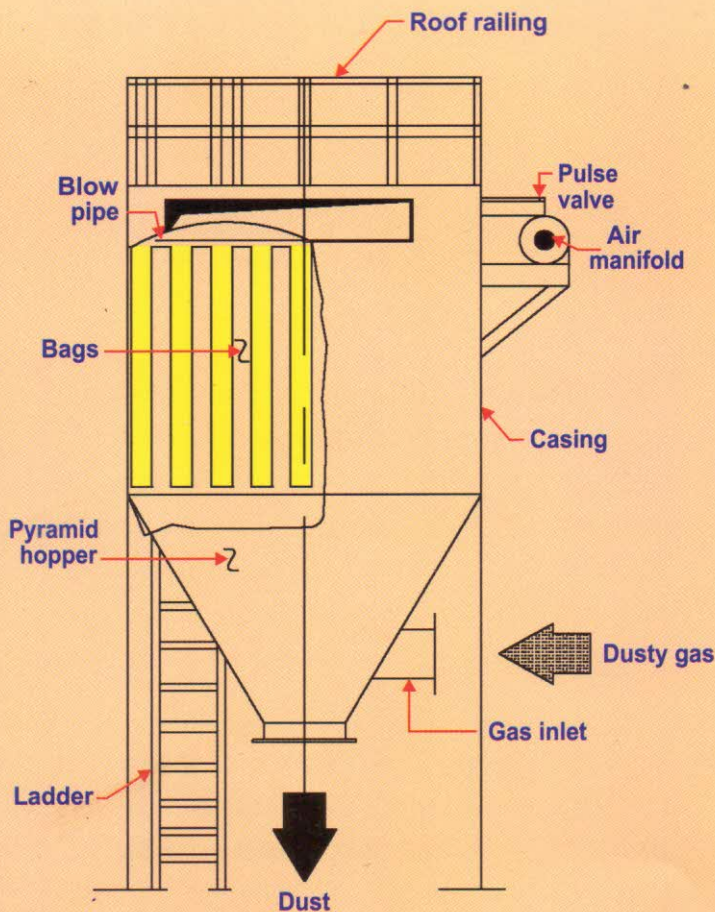 Roof railing
Blow
pipe
Pulse
valve
Air
manifold
Bags
Casing
Pyramid
hopper
Dusty gas
Gas inlet
Ladder
Dust